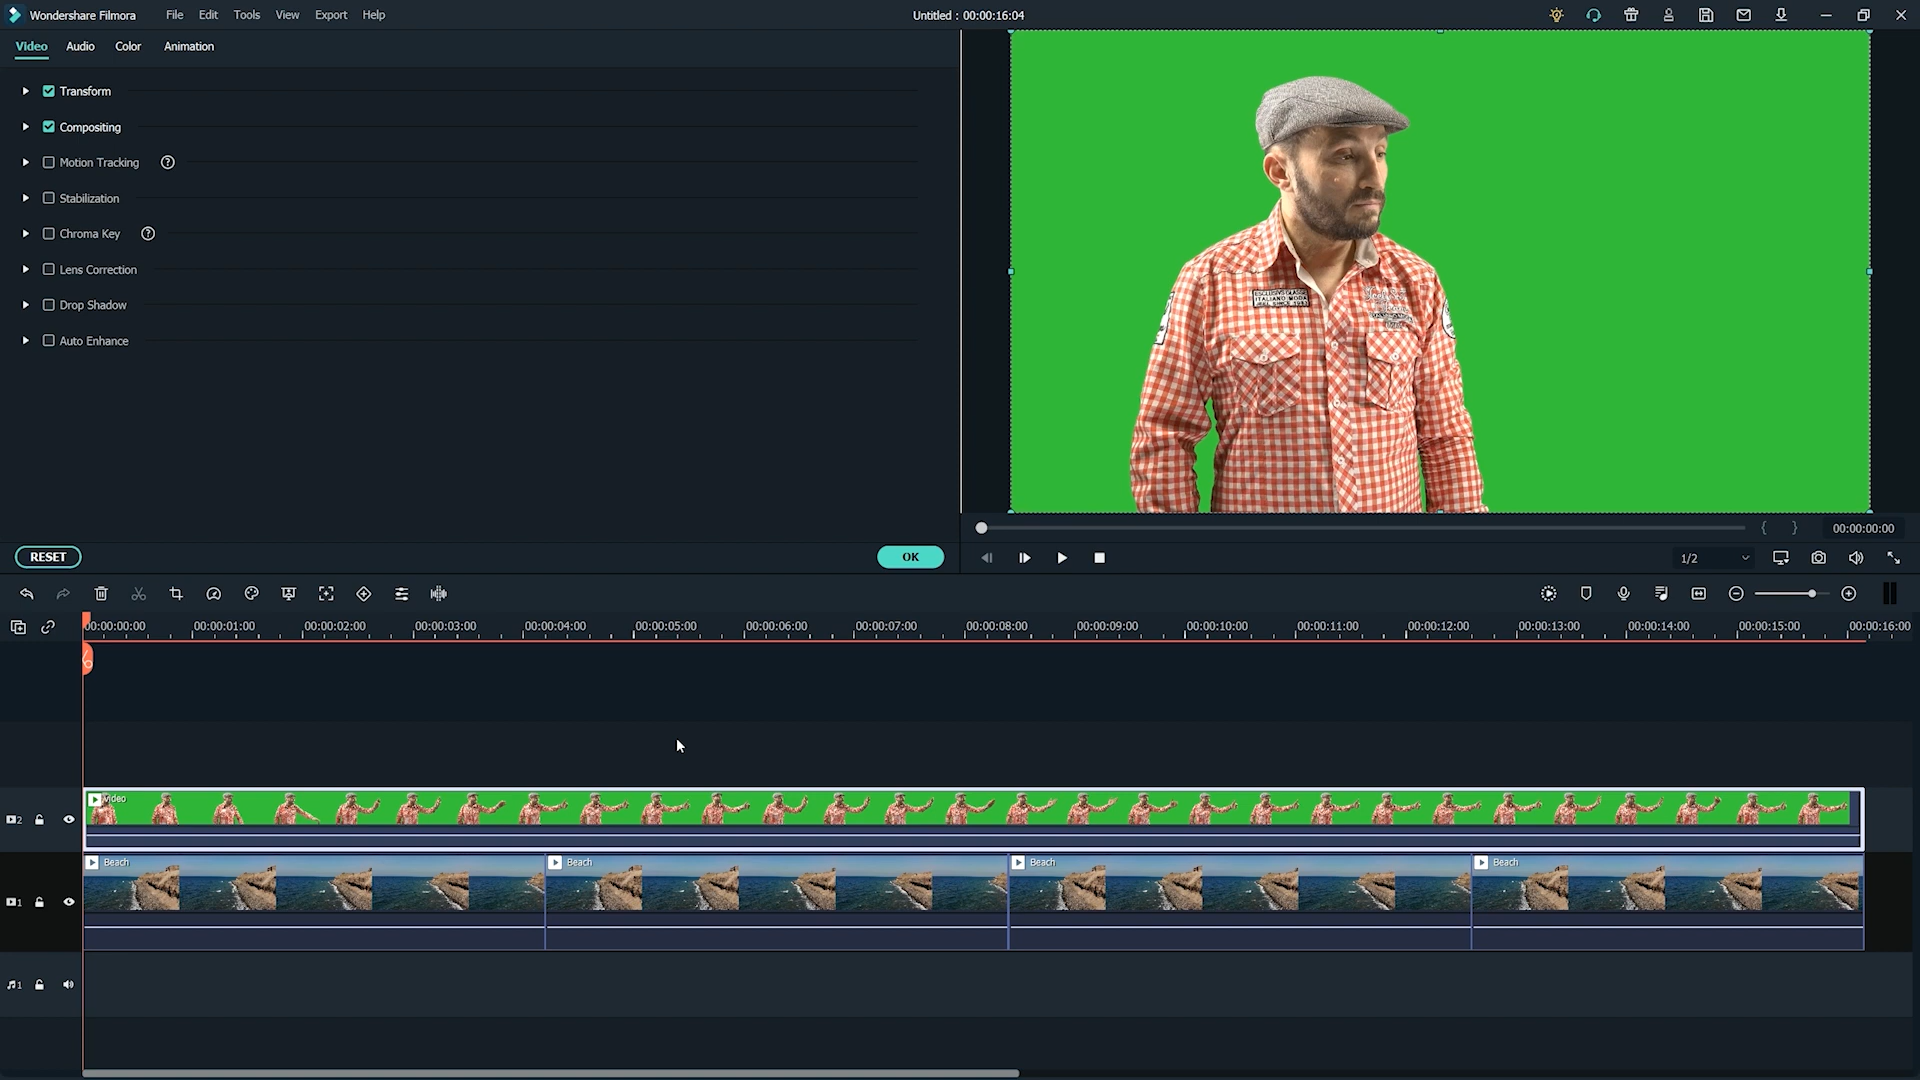 Wondershare Filmora File Edit Tools View Export Help Untitled : 00:00:16:04
Video Audio Color Animation
Transform
Compositing
Motion Tracking ?
Stabilization
Chroma Key ?
Lens Correction
Drop Shadow
Auto Enhance
ITALIANO MODA
RESET OK
{ } 00:00:00:00
1/2
00:00:00:00 00:00:01:00 00:00:02:00 00:00:03:00 00:00:04:00 00:00:05:00 00:00:06:00 00:00:07:00 00:00:08:00 00:00:09:00 00:00:10:00 00:00:11:00 00:00:12:00 00:00:13:00 00:00:14:00 00:00:15:00 00:00:16:00
Video
2
Beach Beach Beach Beach
1
1